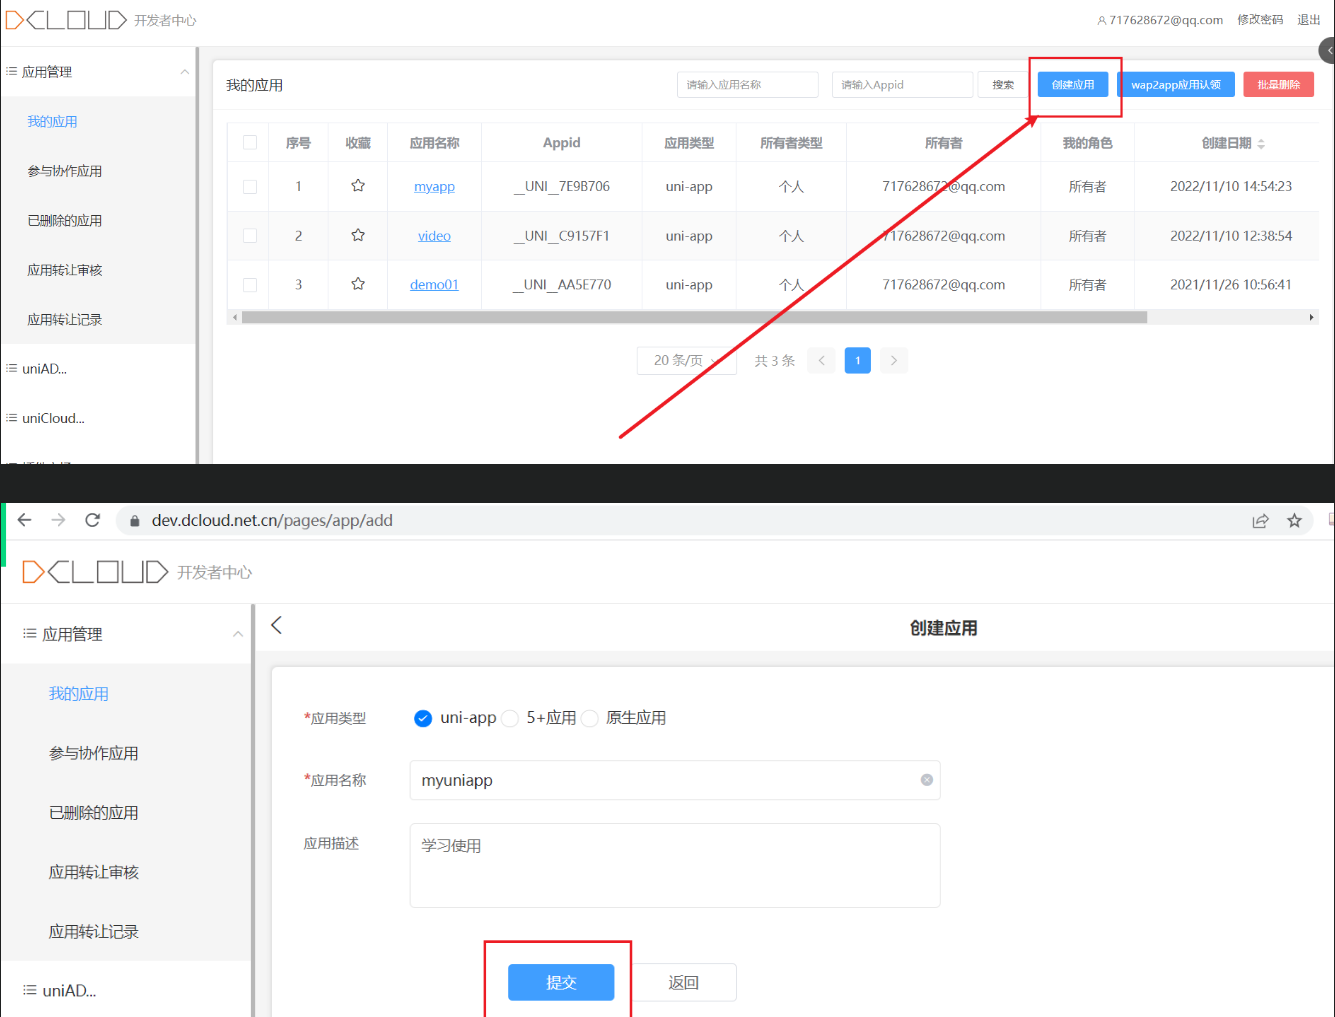 DCLOUD 开发者中心
717628672@qq.com 修改密码 退出
应用管理
我的应用
参与协作应用
已删除的应用
应用转让审核
应用转让记录
uniAD...
uniCloud...
我的应用 请输入应用名称 请输入Appid 搜索 创建应用 wap2app应用认领 批量删除
序号 收藏 应用名称 Appid 应用类型 所有者类型 所有者 我的角色 创建日期
1 myapp __UNI__7E9B706 uni-app 个人 717628672@qq.com 所有者 2022/11/10 14:54:23
2 video __UNI__C9157F1 uni-app 个人 717628672@qq.com 所有者 2022/11/10 12:38:54
3 demo01 __UNI__AA5E770 uni-app 个人 717628672@qq.com 所有者 2021/11/26 10:56:41
20 条/页 共 3 条 1
dev.dcloud.net.cn/pages/app/add
DCLOUD 开发者中心
应用管理
我的应用
参与协作应用
已删除的应用
应用转让审核
应用转让记录
uniAD...
创建应用
*应用类型 uni-app 5+应用 原生应用
*应用名称 myuniapp
应用描述 学习使用
提交 返回